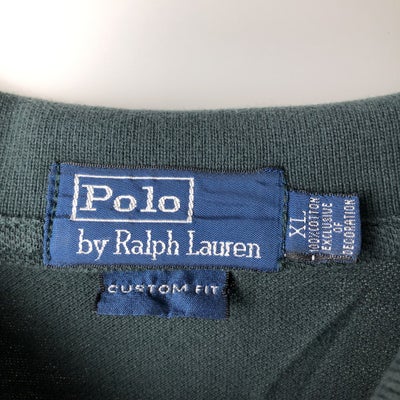 Polo
by Ralph Lauren
CUSTOM FIT
XL
100%COTTON
EXCLUSIVE
OF
DECORATION